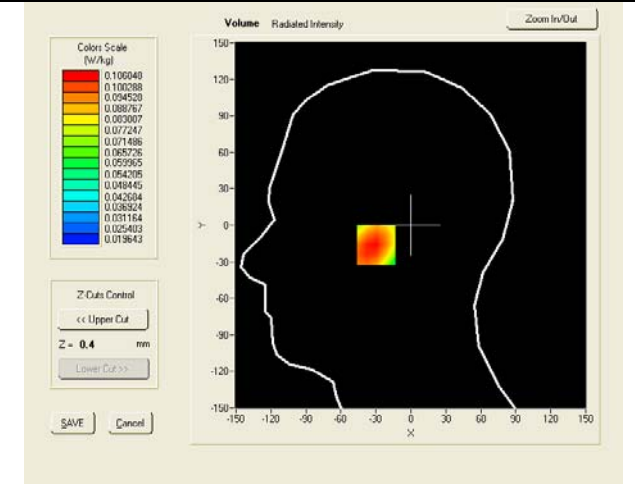 Volume Radiated Intensity
Zoom In/Out
Colors Scale
(W/kg)
0.106048
0.100288
0.094528
0.088767
0.083007
0.077247
0.071486
0.065726
0.059965
0.054205
0.048445
0.042684
0.036924
0.031164
0.025403
0.019643
Z-Cuts Control
<< Upper Cut
Z = 0.4 mm
Lower Cut >>
SAVE Cancel
150
120
90
60
30
0
-30
-60
-90
-120
-150
Y
-150 -120 -90 -60 -30 0 30 60 90 120 150
X